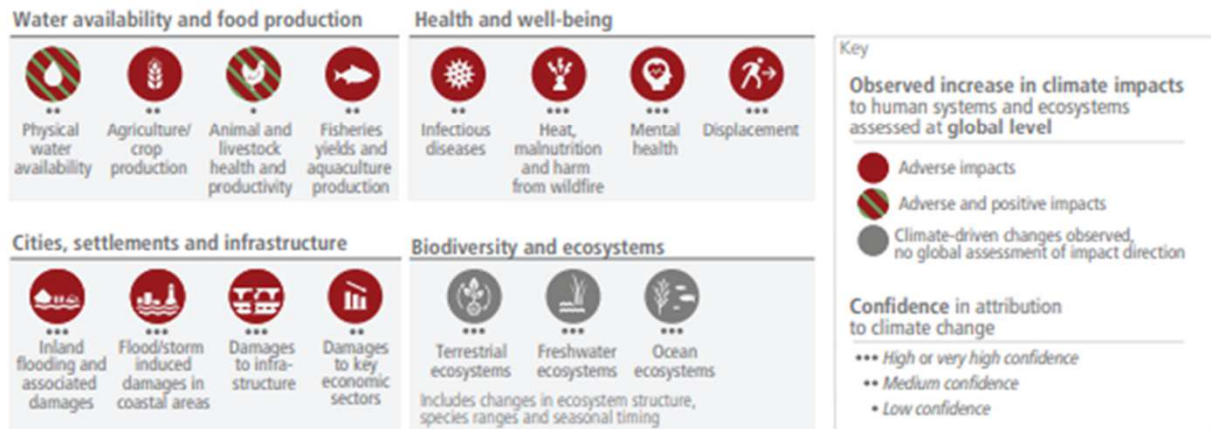 Water availability and food production
Physical
water
availability
Agriculture/
crop
production
Animal and
livestock
health and
productivity
Fisheries
yields and
aquaculture
production
Health and well-being
Infectious
diseases
Heat,
malnutrition
and harm
from wildfire
Mental
health
Displacement
Cities, settlements and infrastructure
Inland
flooding and
associated
damages
Flood/storm
induced
damages in
coastal areas
Damages
to infra-
structure
Damages
to key
economic
sectors
Biodiversity and ecosystems
Terrestrial
ecosystems
Freshwater
ecosystems
Ocean
ecosystems
Includes changes in ecosystem structure,
species ranges and seasonal timing
Key
Observed increase in climate impacts
to human systems and ecosystems
assessed at global level
Adverse impacts
Adverse and positive impacts
Climate-driven changes observed,
no global assessment of impact direction
Confidence in attribution
to climate change
••• High or very high confidence
•• Medium confidence
• Low confidence